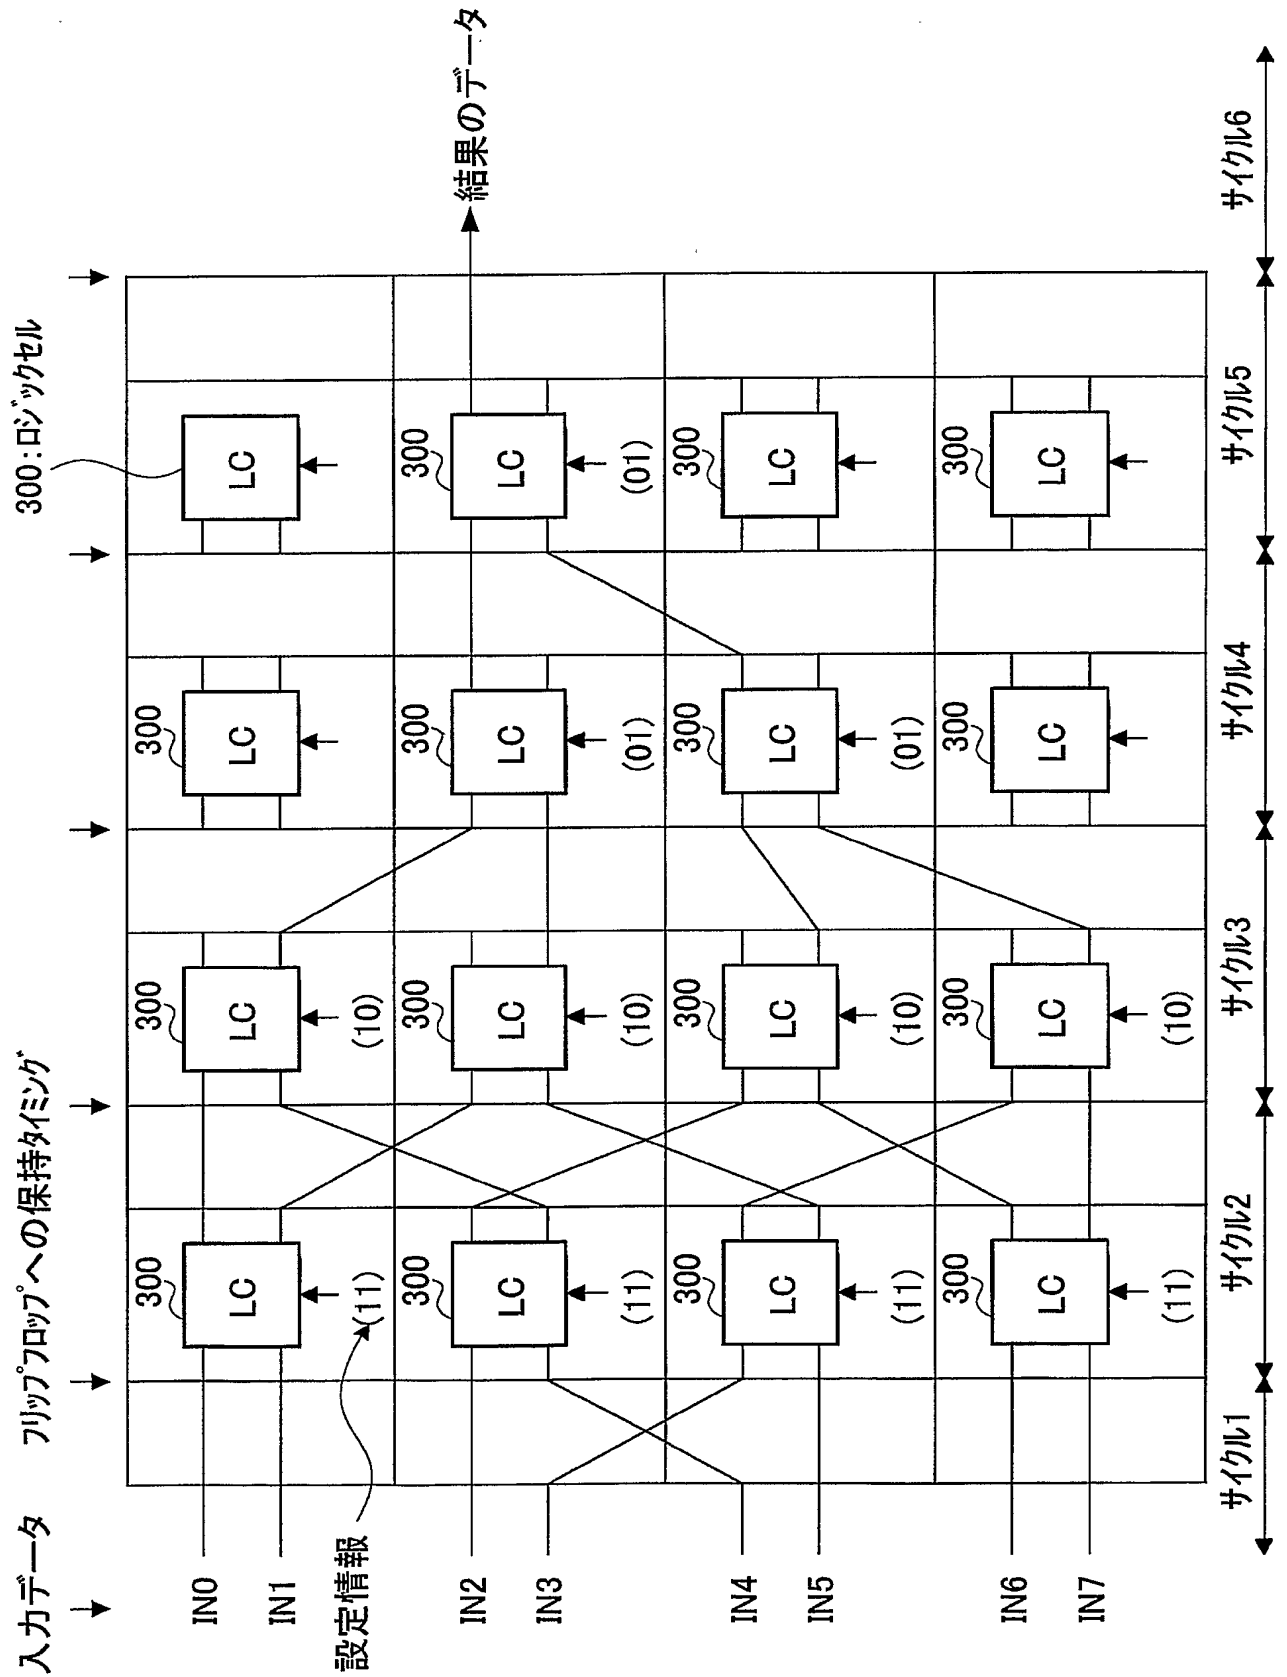 入力データ
フリップフロップへの保持タイミング
300:ロジックセル
IN0
IN1
IN2
IN3
IN4
IN5
IN6
IN7
設定情報
300
LC
(11)
300
LC
(11)
300
LC
(11)
300
LC
(11)
300
LC
(10)
300
LC
(10)
300
LC
(10)
300
LC
(10)
300
LC
300
LC
(01)
300
LC
(01)
300
LC
LC
300
LC
(01)
300
LC
300
LC
結果のデータ
サイクル1
サイクル2
サイクル3
サイクル4
サイクル5
サイクル6